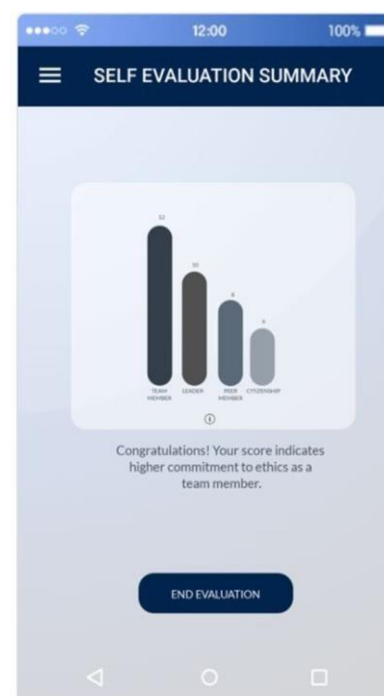 12:00
100%
SELF EVALUATION SUMMARY
12
10
8
TEAM MEMBER
LEADER
PEER MEMBER
CITIZENSHIP
Congratulations! Your score indicates
higher commitment to ethics as a
team member.
END EVALUATION